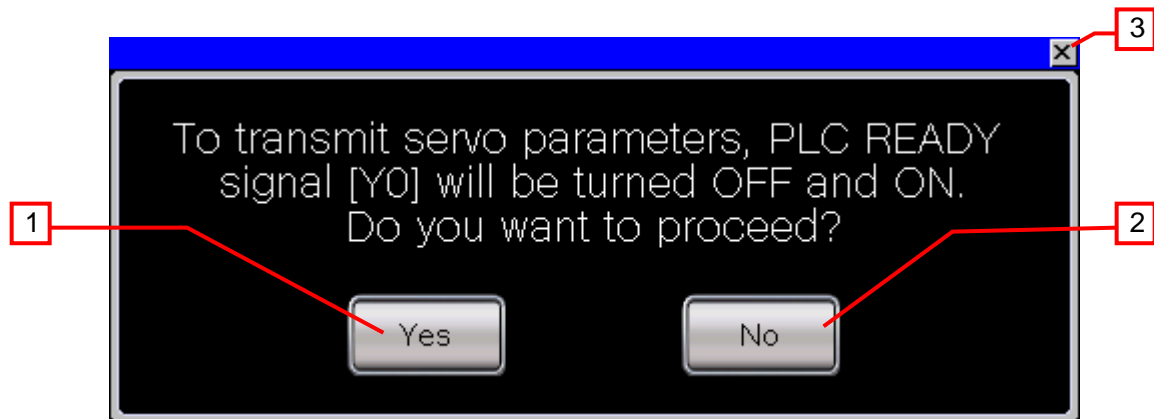 3
To transmit servo parameters, PLC READY
signal [Y0] will be turned OFF and ON.
Do you want to proceed?
1
2
Yes
No